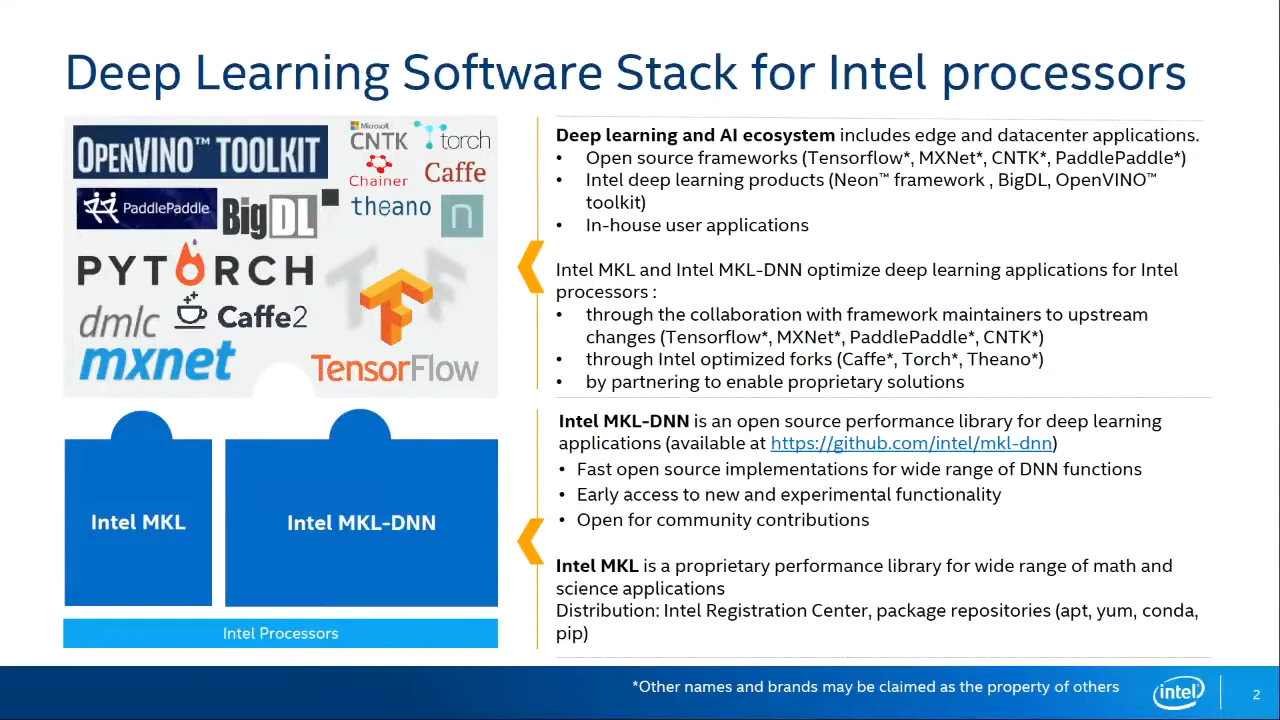 Deep Learning Software Stack for Intel processors
OPENVINO™ TOOLKIT
Microsoft
CNTK
torch
Chainer
Caffe
PaddlePaddle
BigDL
theano
n
PYTORCH
dmlc
mxnet
Caffe2
TensorFlow
Intel MKL
Intel MKL-DNN
Intel Processors
Deep learning and AI ecosystem includes edge and datacenter applications.
• Open source frameworks (Tensorflow*, MXNet*, CNTK*, PaddlePaddle*)
• Intel deep learning products (Neon™ framework , BigDL, OpenVINO™
toolkit)
• In-house user applications
Intel MKL and Intel MKL-DNN optimize deep learning applications for Intel
processors :
• through the collaboration with framework maintainers to upstream
changes (Tensorflow*, MXNet*, PaddlePaddle*, CNTK*)
• through Intel optimized forks (Caffe*, Torch*, Theano*)
• by partnering to enable proprietary solutions
Intel MKL-DNN is an open source performance library for deep learning
applications (available at https://github.com/intel/mkl-dnn)
• Fast open source implementations for wide range of DNN functions
• Early access to new and experimental functionality
• Open for community contributions
Intel MKL is a proprietary performance library for wide range of math and
science applications
Distribution: Intel Registration Center, package repositories (apt, yum, conda,
pip)
*Other names and brands may be claimed as the property of others
intel
2